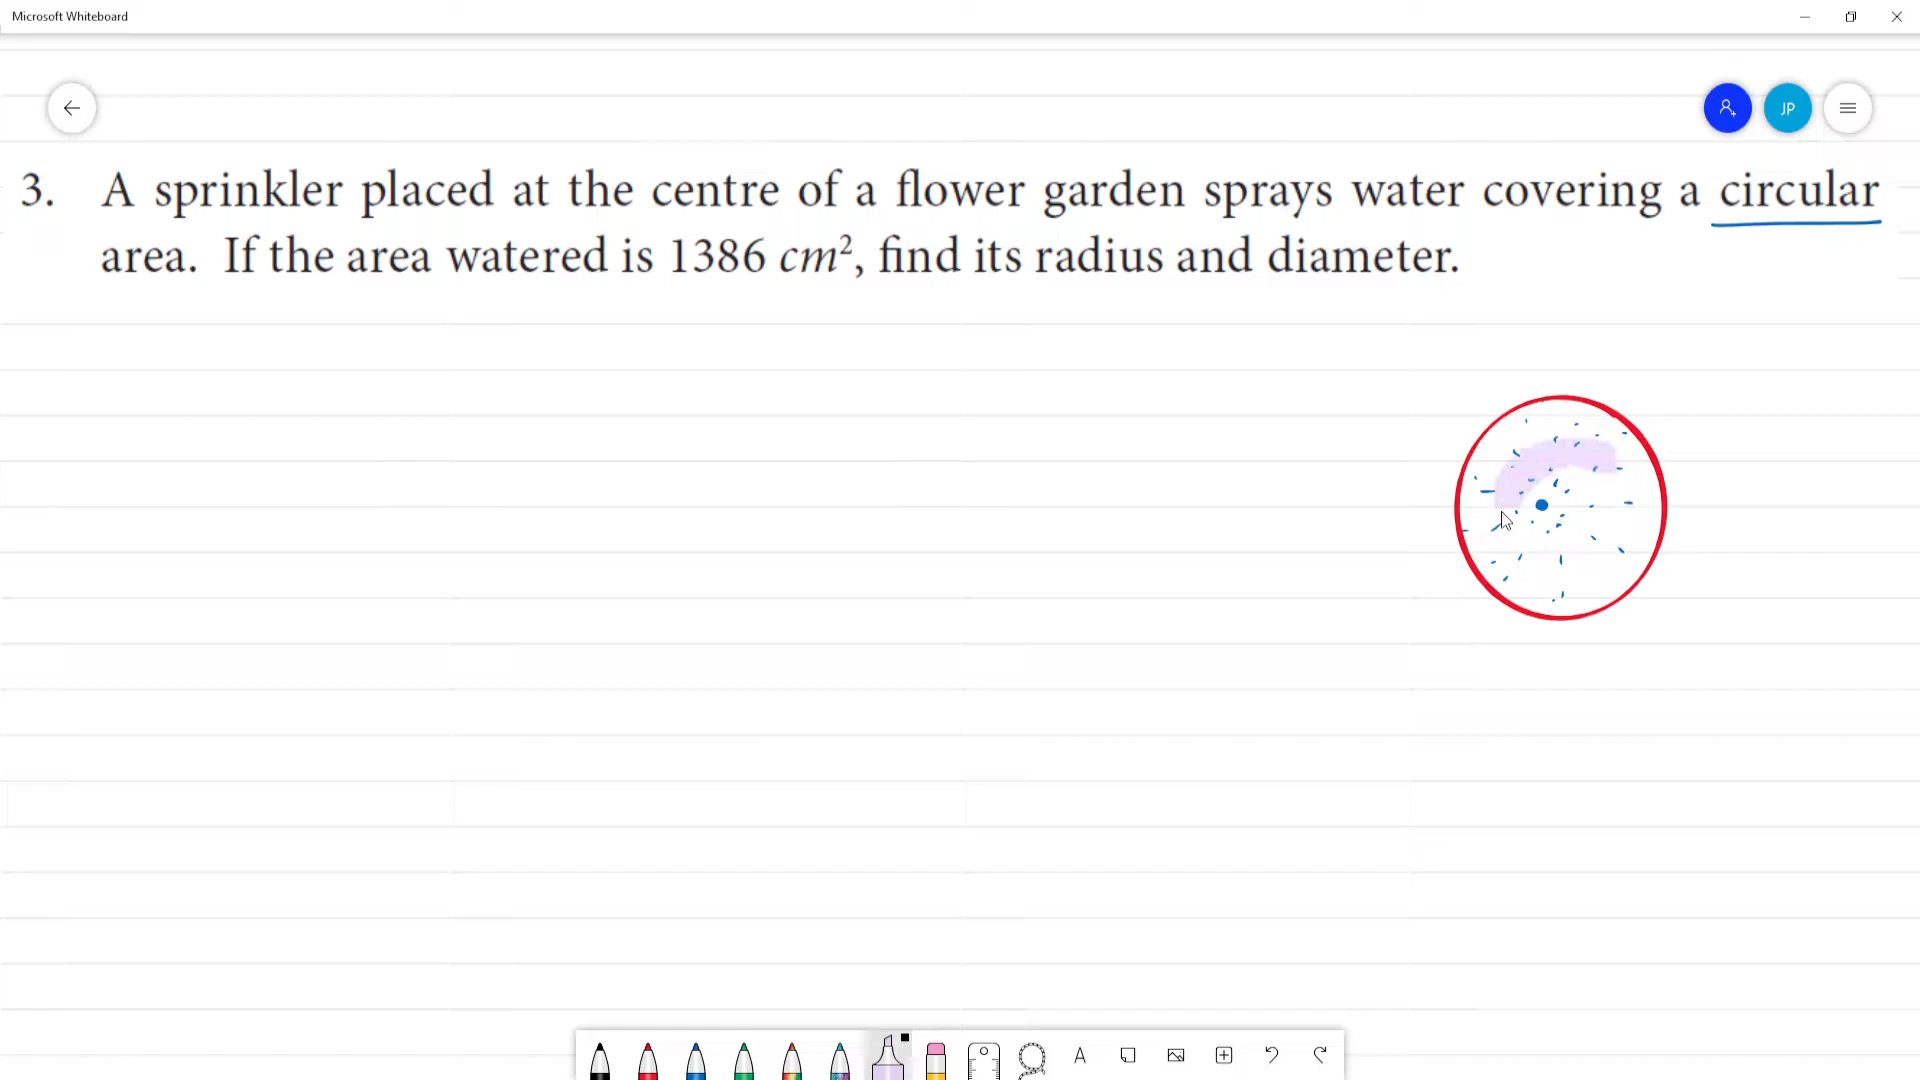 Microsoft Whiteboard
JP
3. A sprinkler placed at the centre of a flower garden sprays water covering a circular
area. If the area watered is 1386 cm², find its radius and diameter.
A